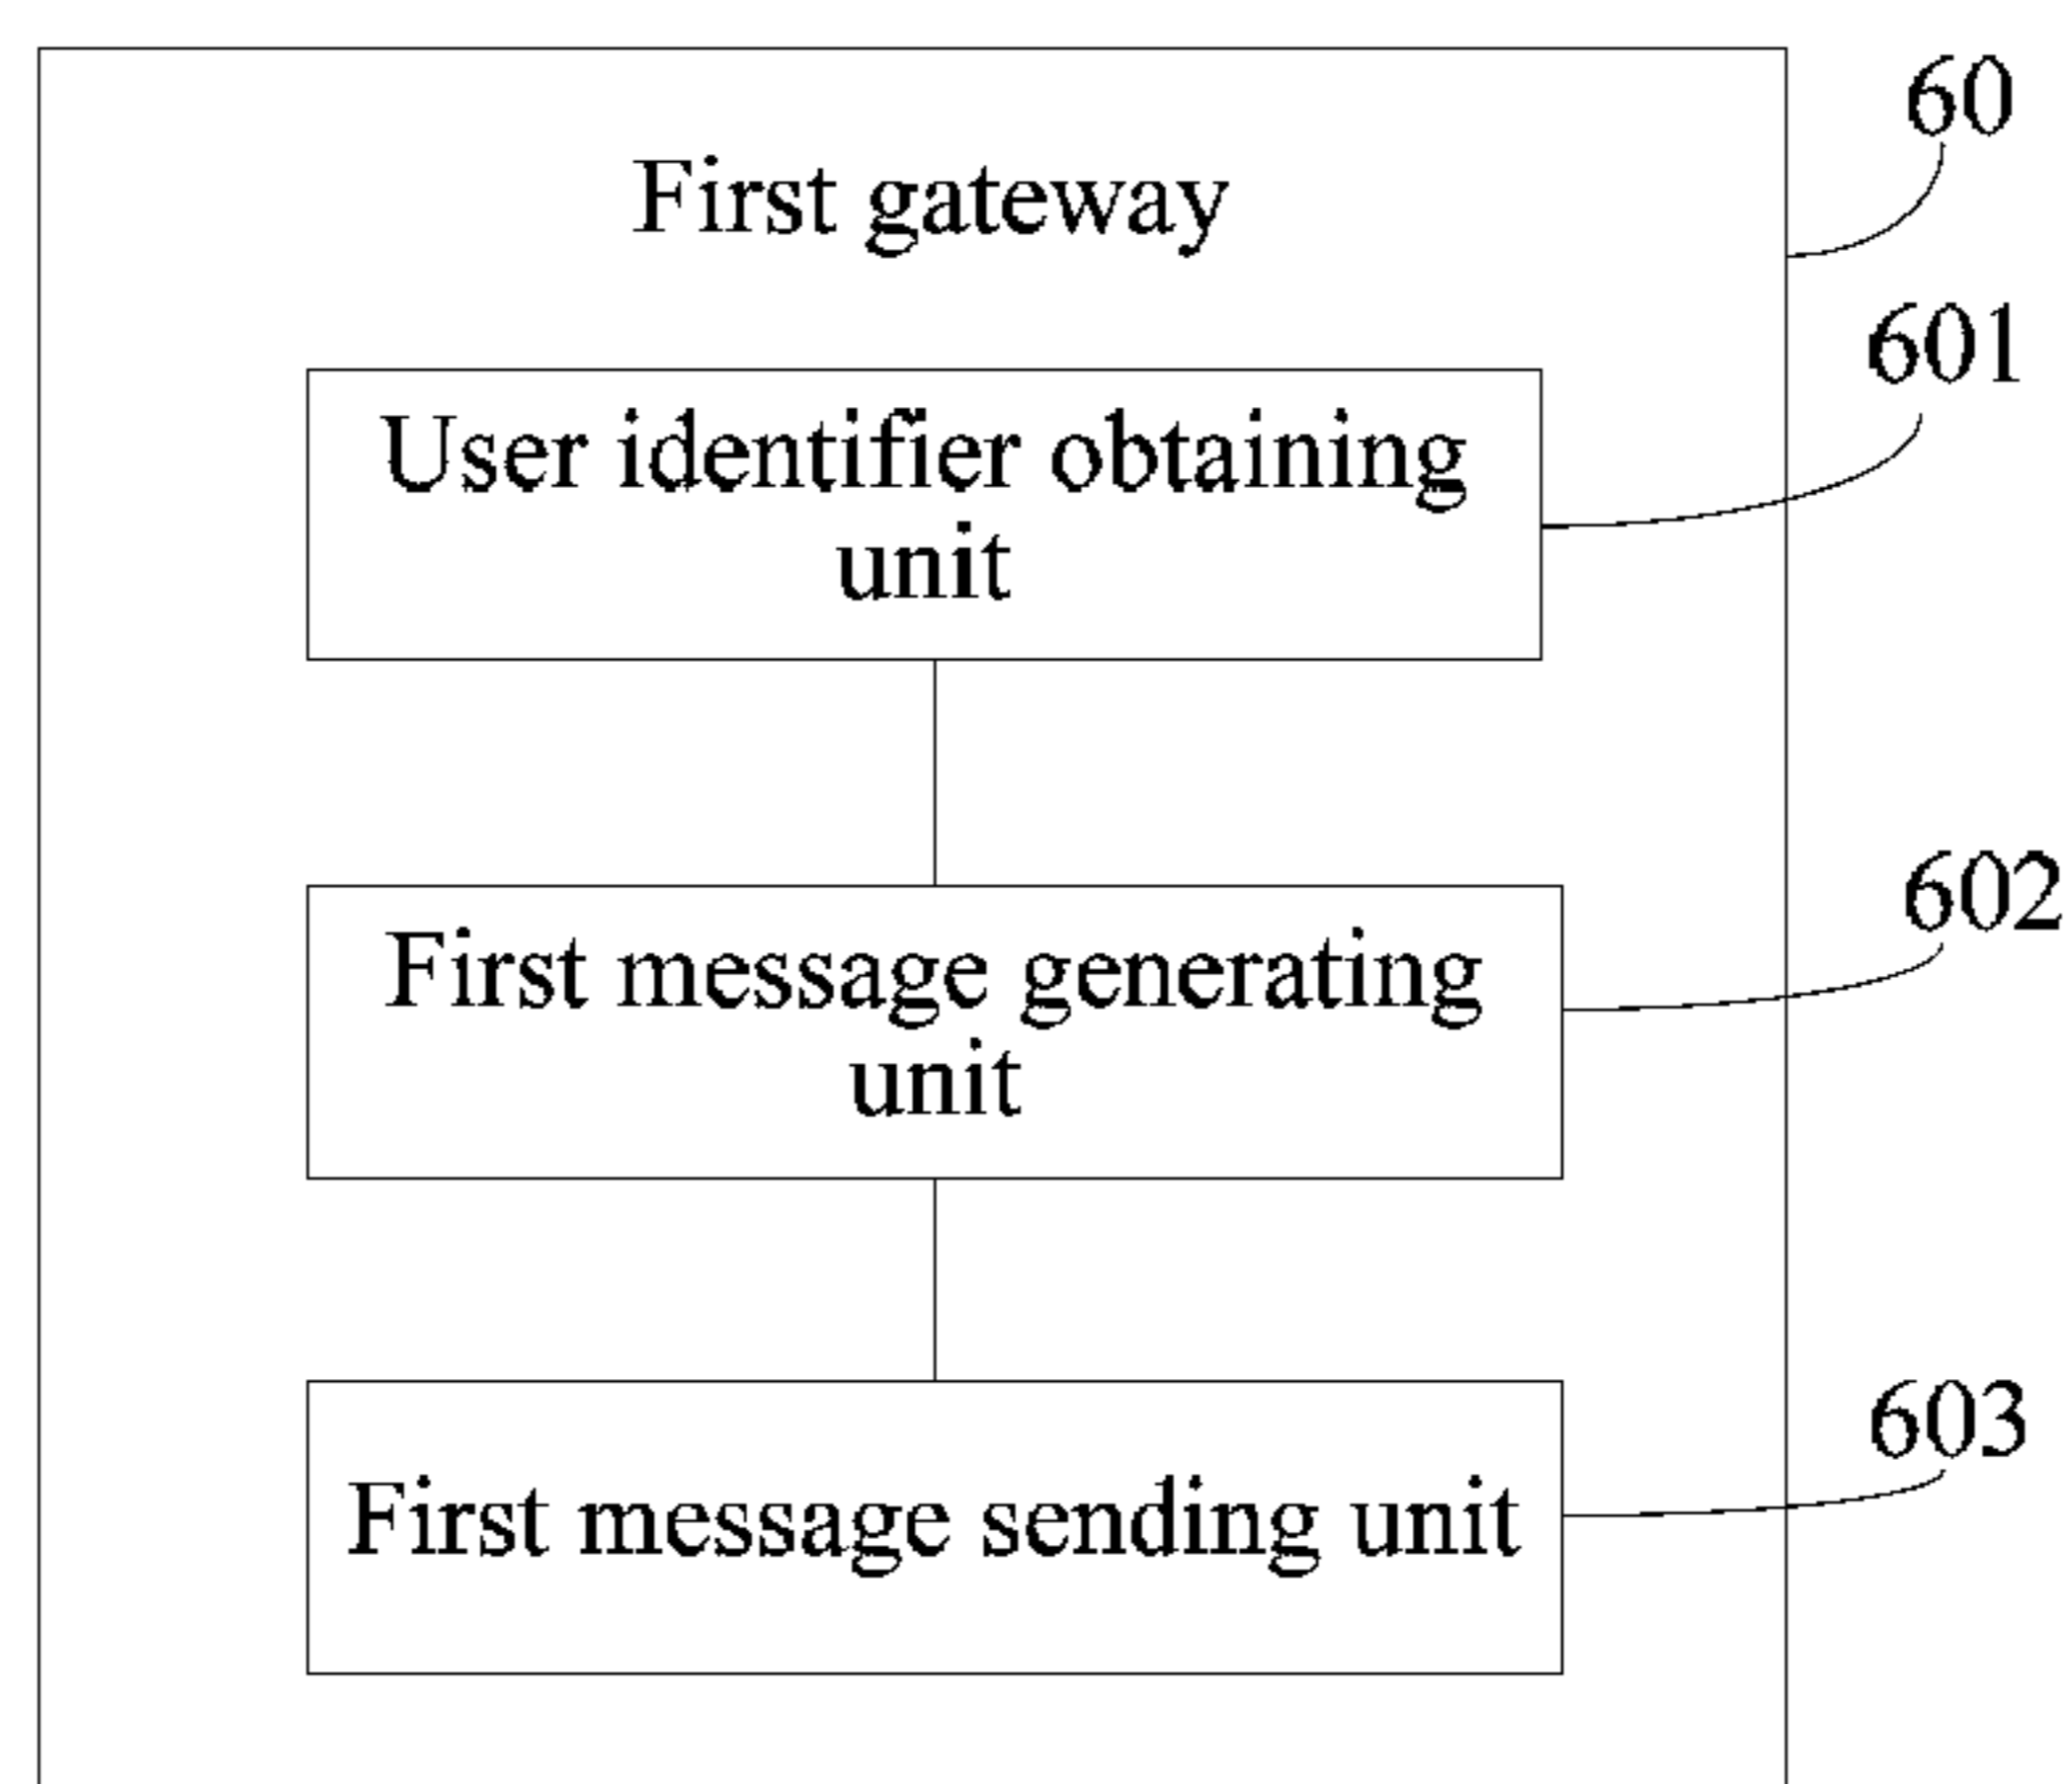 60
First gateway
601
User identifier obtaining
unit
602
First message generating
unit
603
First message sending unit